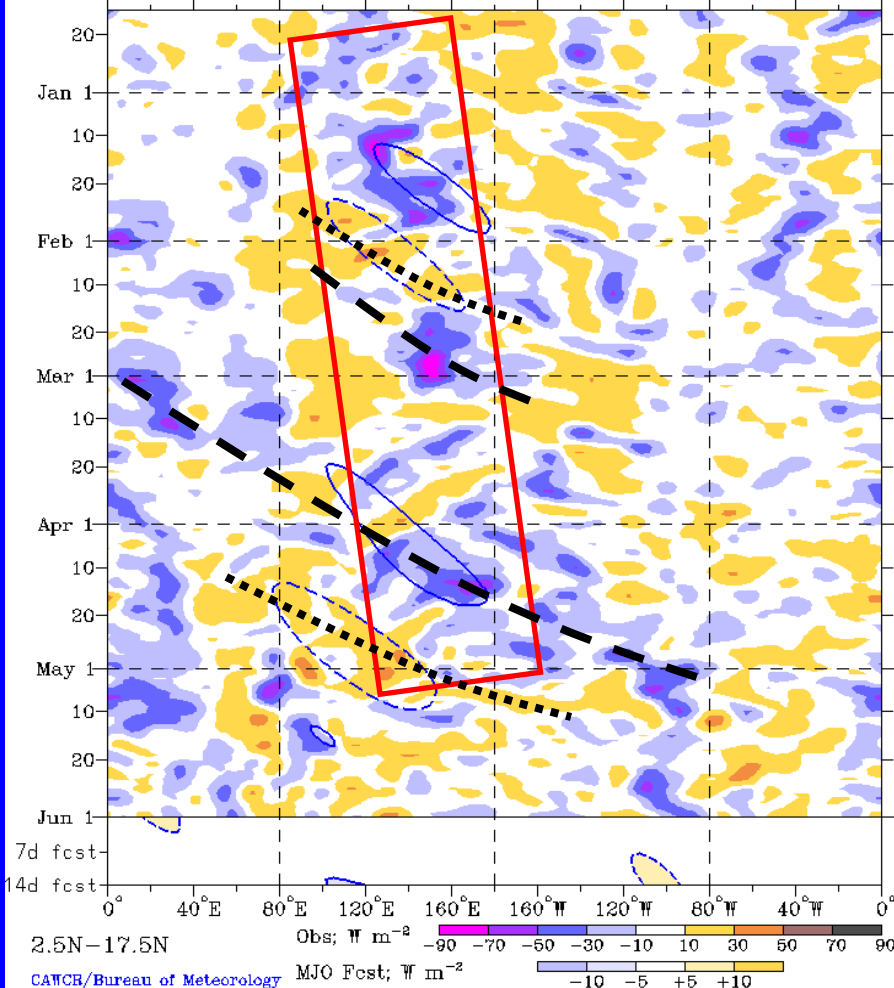 20
Jan 1
10
20
Feb 1
10
20
Mar 1
10
20
Apr 1
10
20
May 1
10
20
Jun 1
7d fcst
14d fcst
0° 40°E 80°E 120°E 160°E 160°W 120°W 80°W 40°W 0°
2.5N-17.5N
Obs; W m⁻²
-90 -70 -50 -30 -10 10 30 50 70 90
CAWCR/Bureau of Meteorology
MJO Fcst; W m⁻²
-10 -5 +5 +10